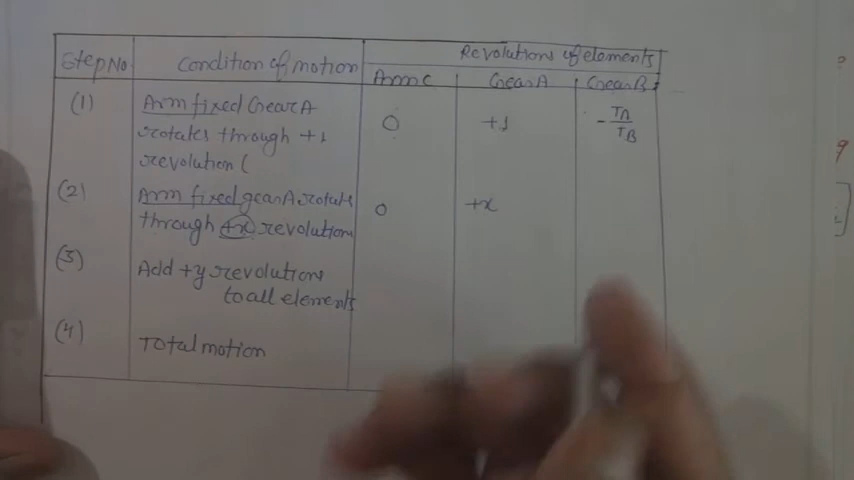 Step No Condition of motion Revolutions of elements
Arm C Gear A Gear B
(1) Arm fixed Gear A
rotates through +1
revolution (
0 +1 - TA/TB
(2) Arm fixed gear A rotate
through +x revolution
0 +x
(3) Add +y revolutions
to all elements
(4) Total motion